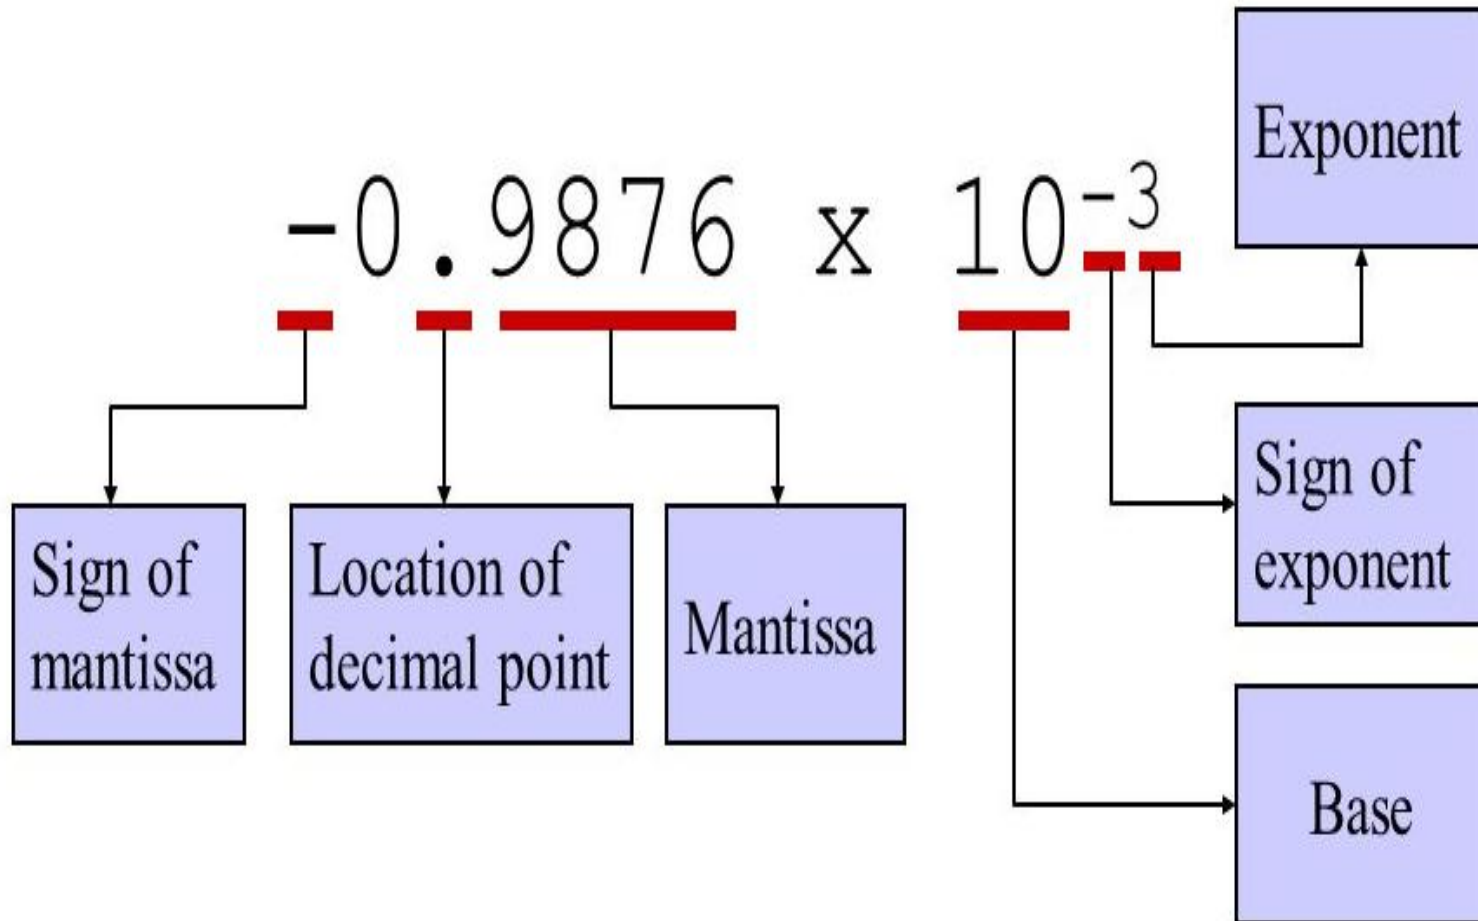 Exponent
-0.9876 x 10⁻³
Sign of
exponent
Sign of
mantissa
Location of
decimal point
Mantissa
Base